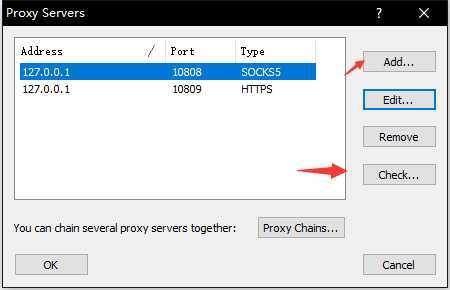 Proxy Servers ? ×
Address / Port Type
127.0.0.1 10808 SOCKS5
127.0.0.1 10809 HTTPS
Add...
Edit...
Remove
Check...
You can chain several proxy servers together: Proxy Chains...
OK Cancel